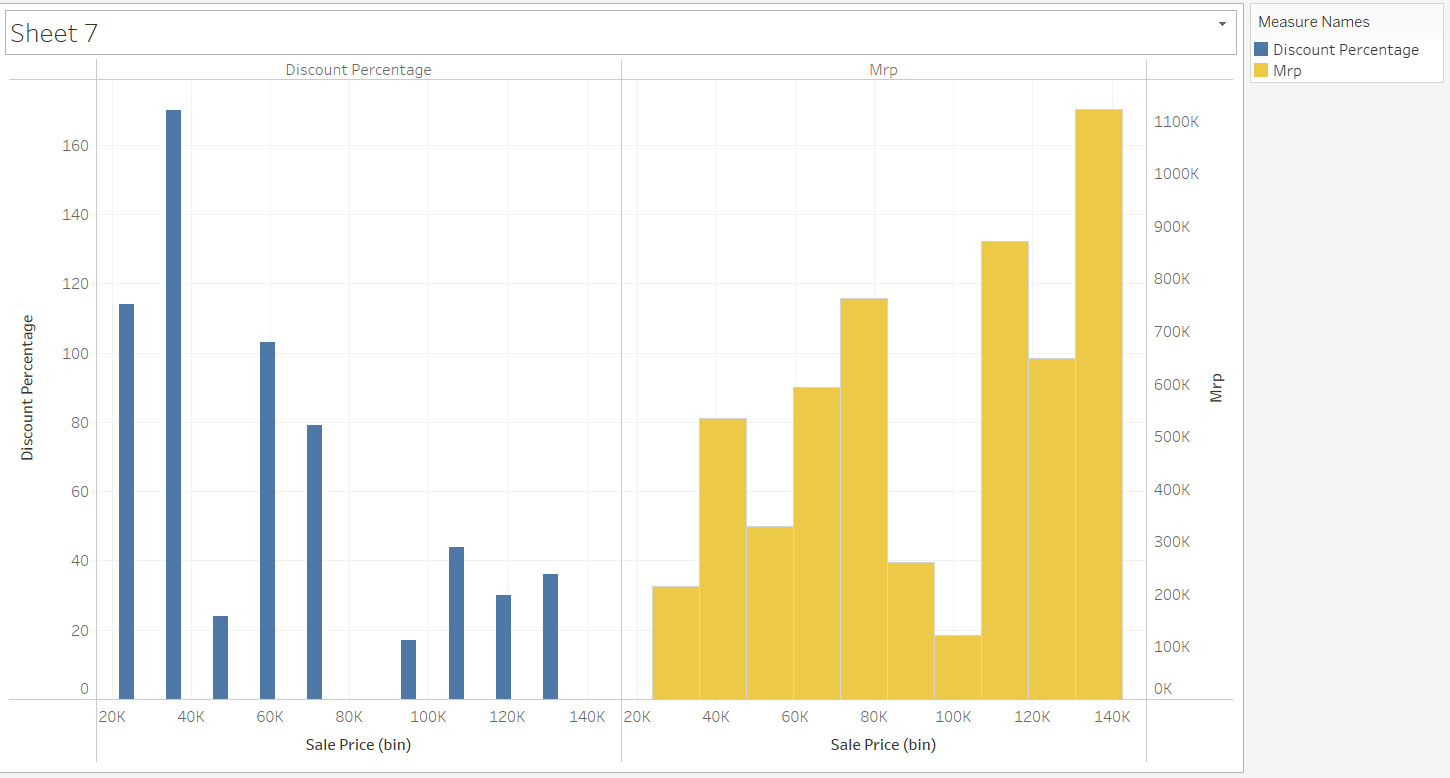 Sheet 7
Measure Names
Discount Percentage
Mrp
Discount Percentage
Mrp
Discount Percentage
160
140
120
100
80
60
40
20
0
1100K
1000K
900K
800K
700K
600K
500K
400K
300K
200K
100K
0K
Mrp
20K 40K 60K 80K 100K 120K 140K
20K 40K 60K 80K 100K 120K 140K
Sale Price (bin)
Sale Price (bin)